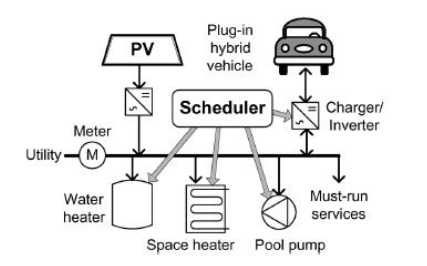 Plug-in
hybrid
vehicle
PV
Scheduler
Charger/
Inverter
Meter
Utility
M
Water
heater
Space heater
Pool pump
Must-run
services